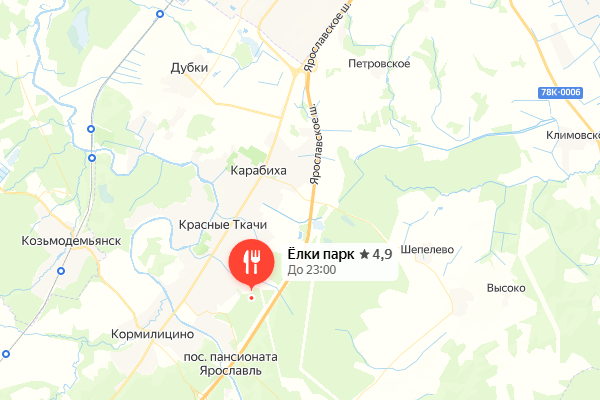 Ярославское ш.
Дубки
Петровское
78К-0006
Ярославское ш.
Климовско
Карабиха
Красные Ткачи
Козьмодемьянск
Ёлки парк ★ 4,9
До 23:00
Шепелево
Высоко
Кормилицино
пос. пансионата
Ярославль